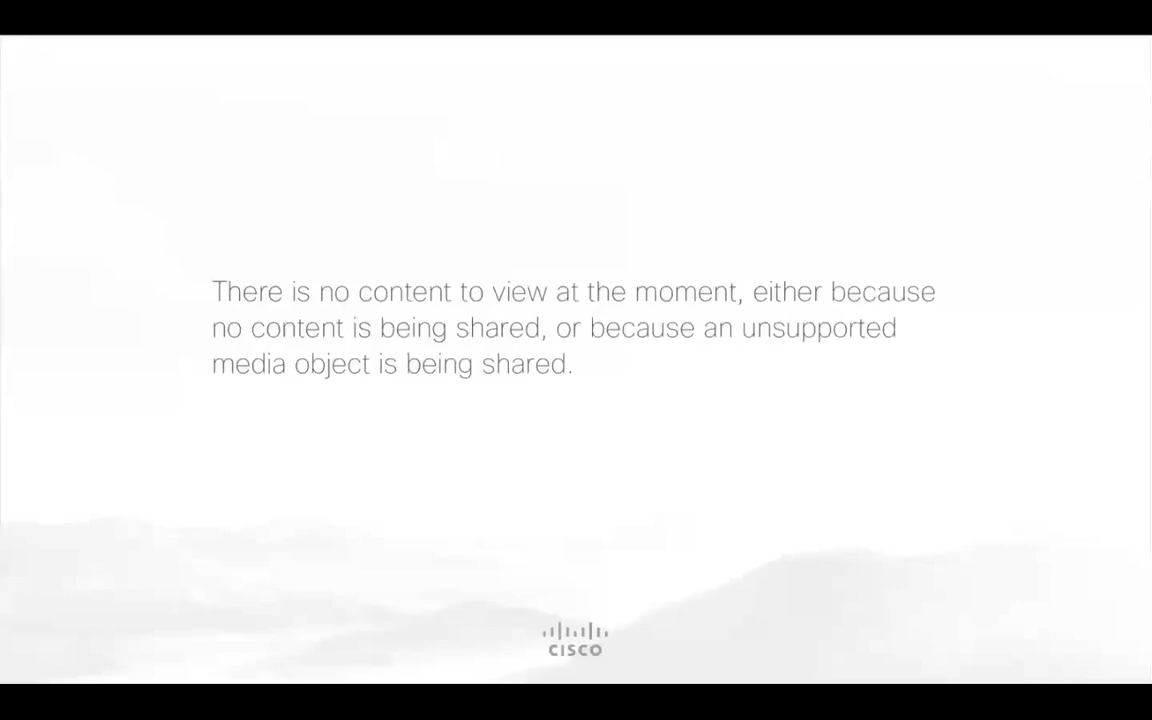 There is no content to view at the moment, either because
no content is being shared, or because an unsupported
media object is being shared.
CISCO